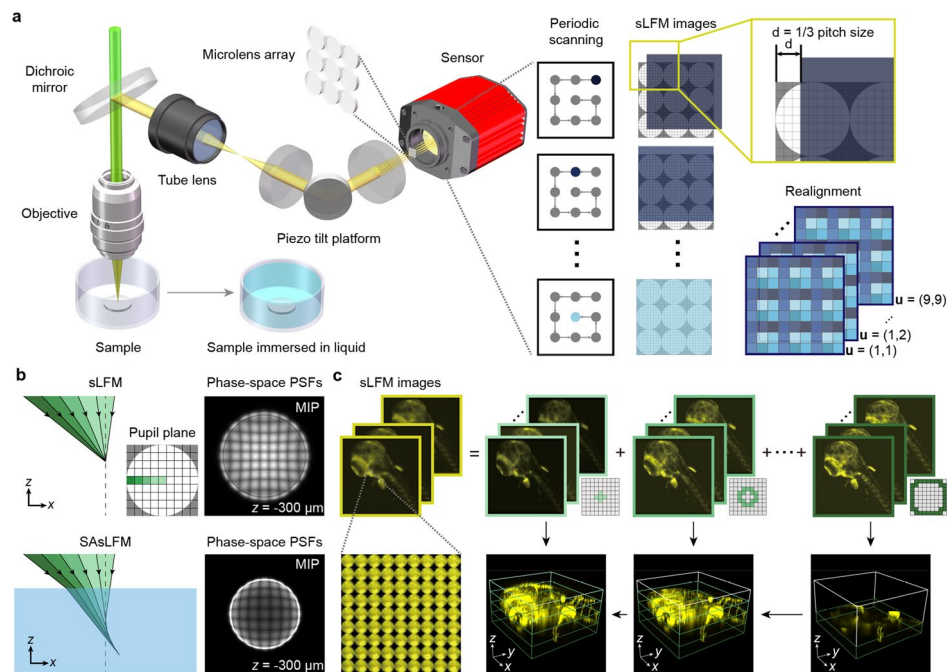 a
Dichroic
mirror
Objective
Sample
Tube lens
Microlens array
Piezo tilt platform
Sample immersed in liquid
Sensor
Periodic
scanning
sLFM images
d = 1/3 pitch size
d
Realignment
u = (9,9)
u = (1,2)
u = (1,1)
b
sLFM
Pupil plane
z
x
Phase-space PSFs
MIP
z = -300 μm
SAsLFM
z
x
Phase-space PSFs
MIP
z = -300 μm
c
sLFM images
=
+
+
+
z
y
x
z
y
x
z
y
x